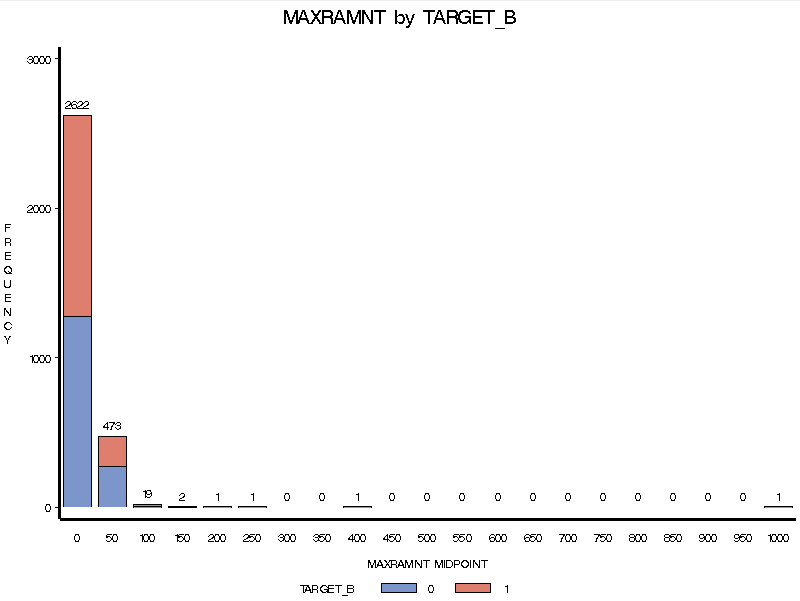 MAXRAMNT by TARGET_B
3000
2622
2000
FREQUENCY
1000
473
19 2 1 1 0 0 1 0 0 0 0 0 0 0 0 0 0 0 1
0
0 50 100 150 200 250 300 350 400 450 500 550 600 650 700 750 800 850 900 950 1000
MAXRAMNT MIDPOINT
TARGET_B 0 1